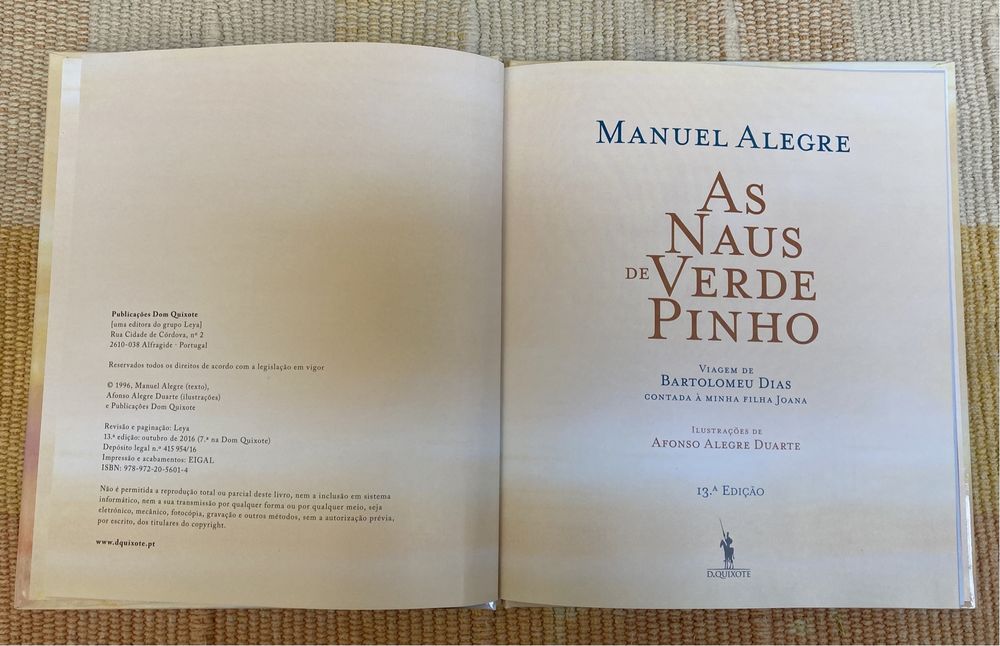 Publicações Dom Quixote
[uma editora do grupo Leya]
Rua Cidade de Córdova, nº 2
2610-038 Alfragide · Portugal
Reservados todos os direitos de acordo com a legislação em vigor
© 1996, Manuel Alegre (texto),
Afonso Alegre Duarte (ilustrações)
e Publicações Dom Quixote
Revisão e paginação: Leya
13.ª edição: outubro de 2016 (7.ª na Dom Quixote)
Depósito legal n.º 415 954/16
Impressão e acabamentos: EIGAL
ISBN: 978-972-20-5601-4
Não é permitida a reprodução total ou parcial deste livro, nem a inclusão em sistema
informático, nem a sua transmissão por qualquer forma ou por qualquer meio, seja
eletrónico, mecânico, fotocópia, gravação e outros métodos, sem a autorização prévia,
por escrito, dos titulares do copyright.
www.dquixote.pt
MANUEL ALEGRE
AS
NAUS
DE VERDE
PINHO
VIAGEM DE
BARTOLOMEU DIAS
CONTADA À MINHA FILHA JOANA
ILUSTRAÇÕES DE
AFONSO ALEGRE DUARTE
13.ª EDIÇÃO
D.QUIXOTE